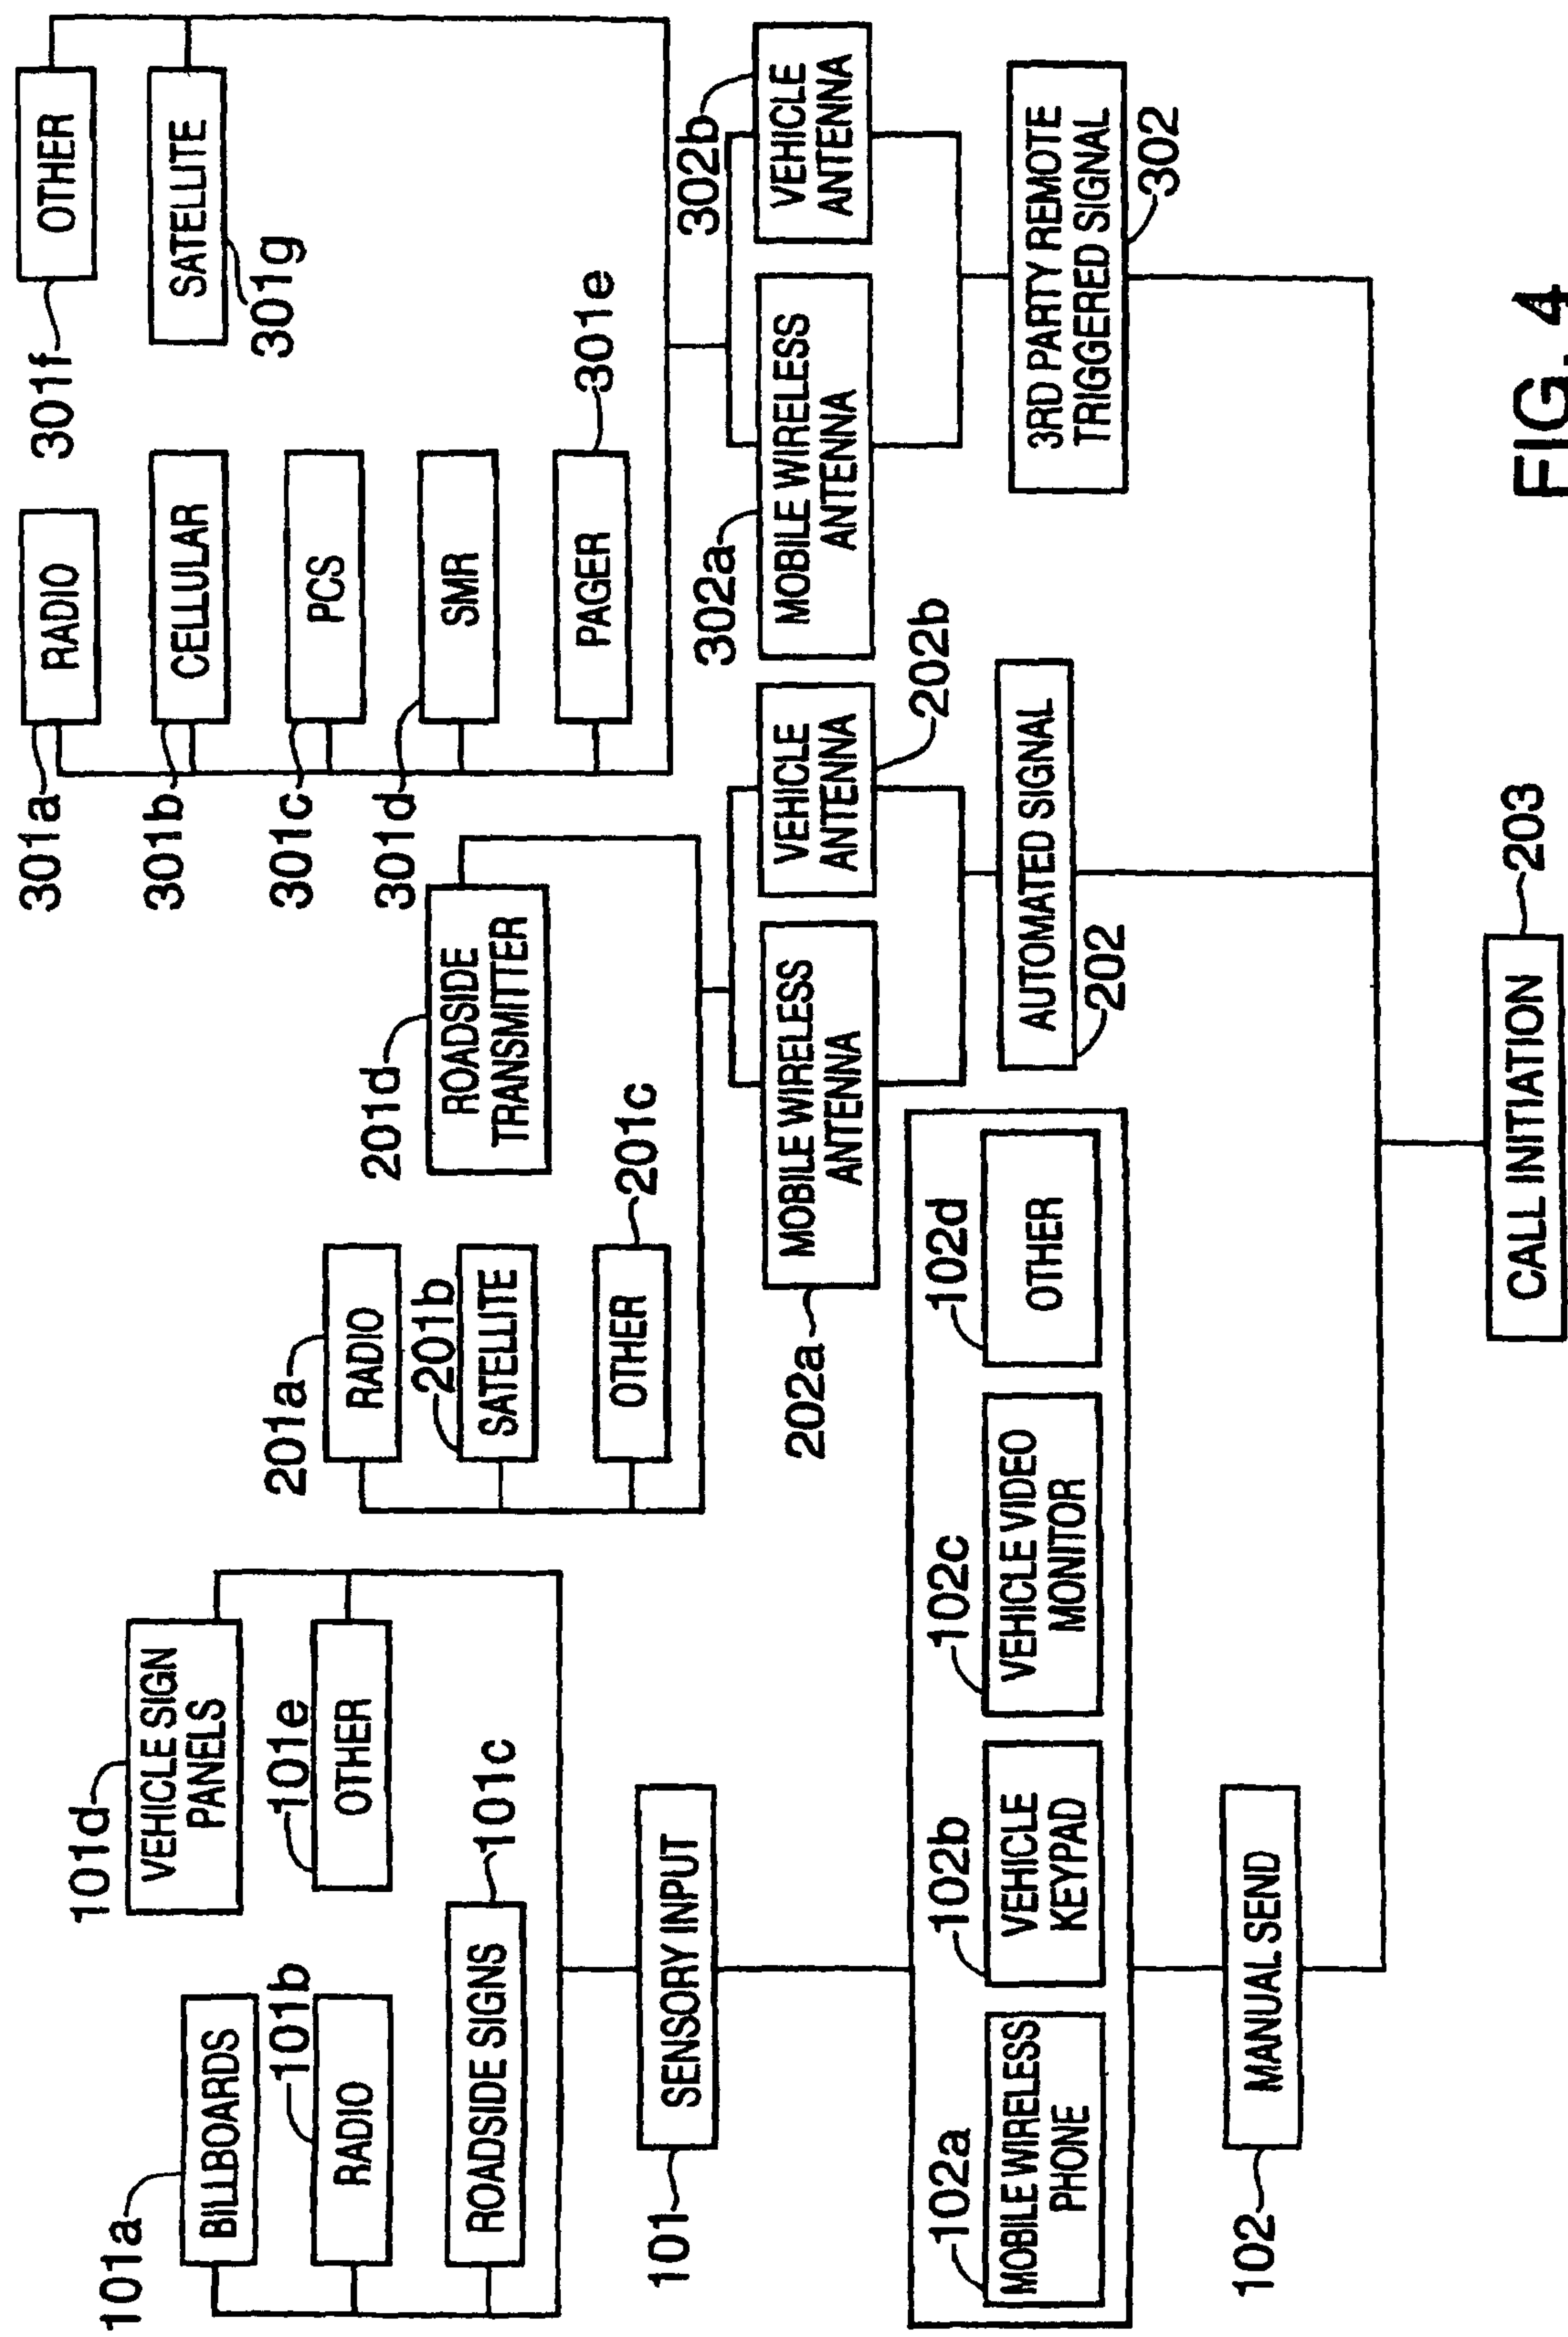 101a
BILLBOARDS
101b
RADIO
ROADSIDE SIGNS
101c
101d
VEHICLE SIGN
PANELS
101e
OTHER
101
SENSORY INPUT
102a
MOBILE WIRELESS
PHONE
102b
VEHICLE
KEYPAD
102c
VEHICLE VIDEO
MONITOR
102d
OTHER
102
MANUAL SEND
201a
RADIO
201b
SATELLITE
OTHER
201c
201d
ROADSIDE
TRANSMITTER
202a
MOBILE WIRELESS
ANTENNA
VEHICLE
ANTENNA
202b
AUTOMATED SIGNAL
202
301a
RADIO
301b
CELLULAR
301c
PCS
301d
SMR
PAGER
301e
301f
OTHER
SATELLITE
301g
302a
MOBILE WIRELESS
ANTENNA
302b
VEHICLE
ANTENNA
3RD PARTY REMOTE
TRIGGERED SIGNAL
302
CALL INITIATION
203
FIG. 4